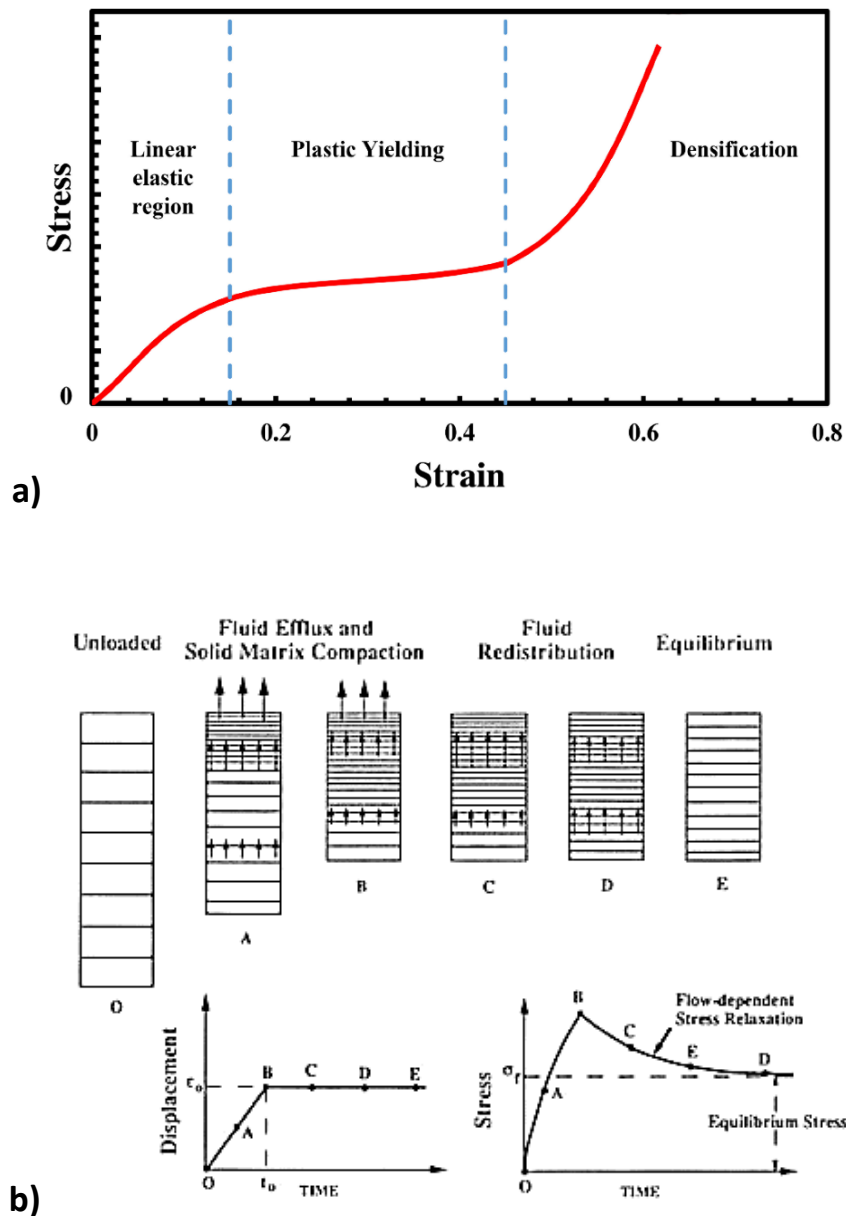 Stress
Linear
elastic
region
Plastic Yielding
Densification
0
0
0.2
0.4
0.6
0.8
Strain
a)
Unloaded
Fluid Efflux and
Solid Matrix Compaction
Fluid
Redistribution
Equilibrium
O
A
B
C
D
E
Displacement
ε₀
O
A
B
C
D
E
t₀
TIME
Stress
σᵣ
O
A
B
C
E
D
Flow-dependent
Stress Relaxation
Equilibrium Stress
TIME
b)